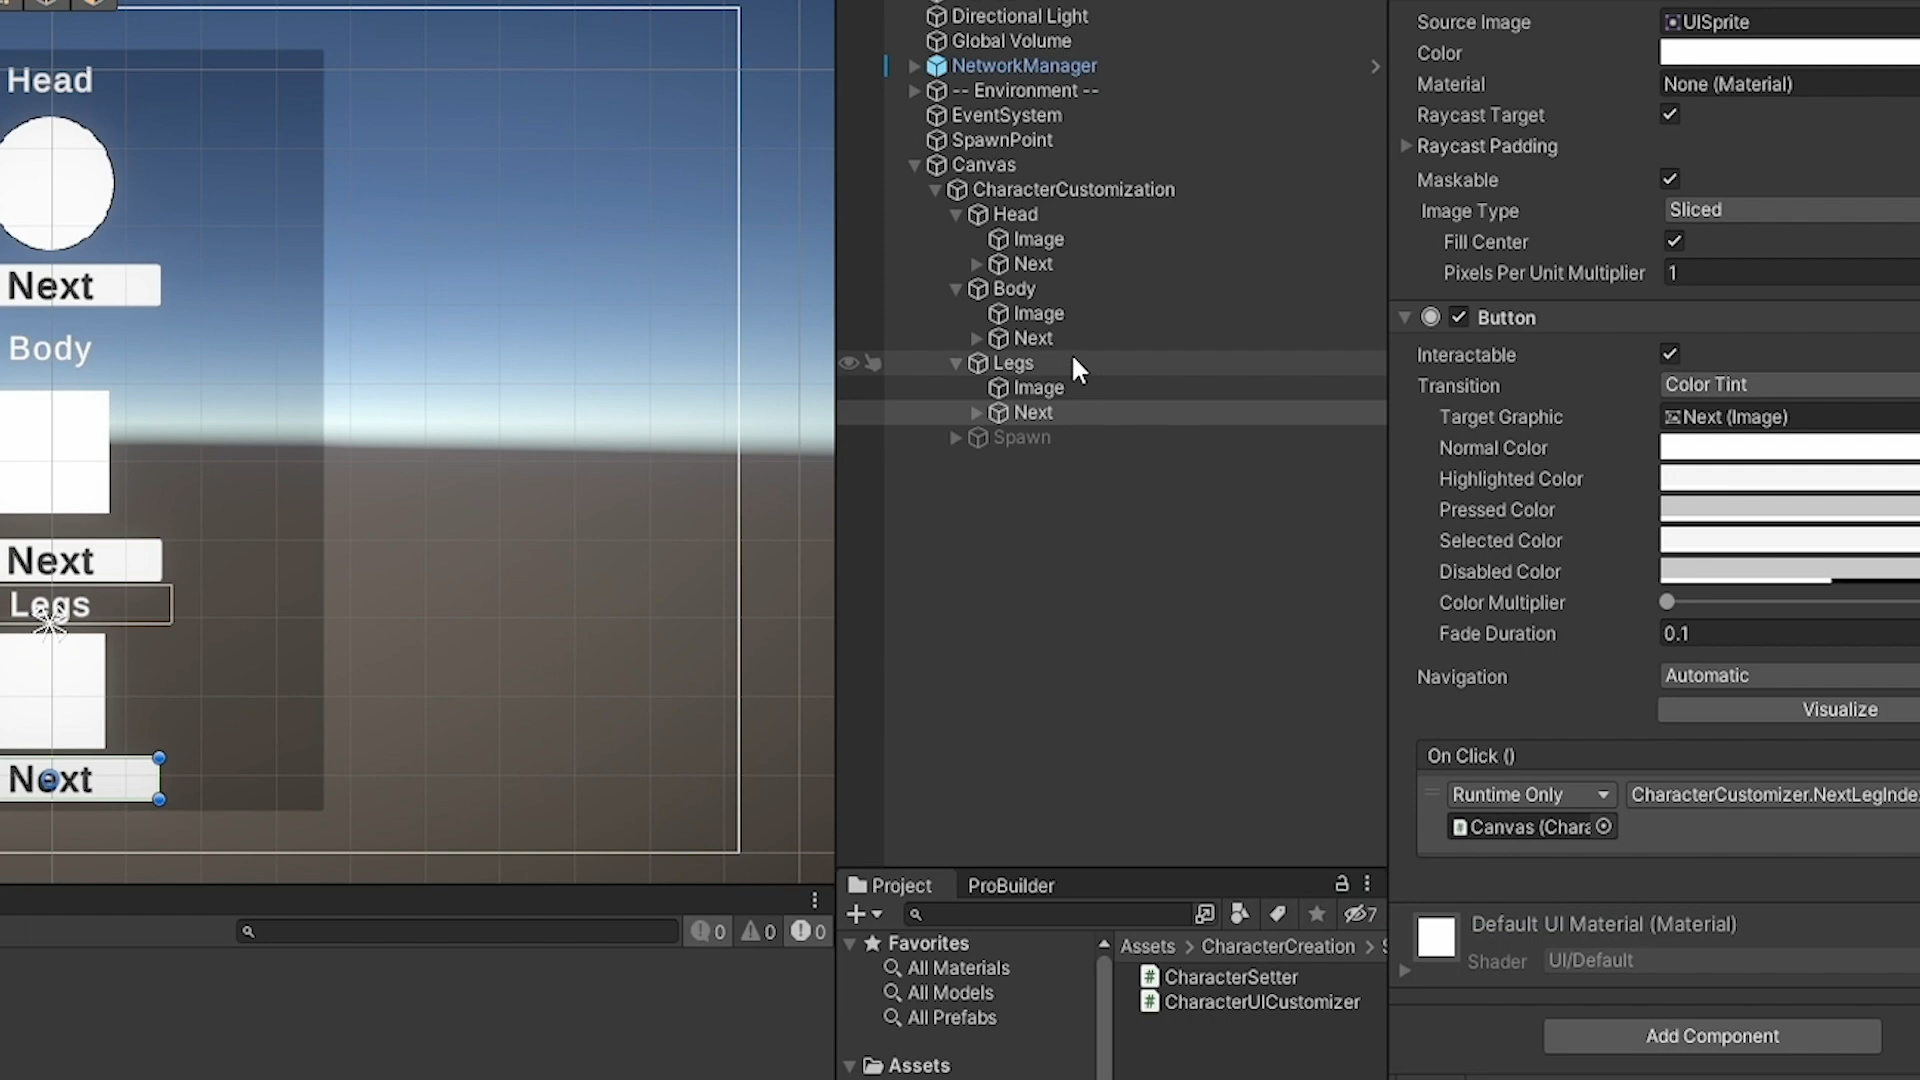 Head
Next
Body
Next
Legs
Next
0
0
0
Directional Light
Global Volume
NetworkManager
-- Environment --
EventSystem
SpawnPoint
Canvas
CharacterCustomization
Head
Image
Next
Body
Image
Next
Legs
Image
Next
Spawn
Project
ProBuilder
7
Favorites
All Materials
All Models
All Prefabs
Assets
Assets > CharacterCreation >
CharacterSetter
CharacterUICustomizer
Source Image UISprite
Color
Material None (Material)
Raycast Target
Raycast Padding
Maskable
Image Type Sliced
Fill Center
Pixels Per Unit Multiplier 1
Button
Interactable
Transition Color Tint
Target Graphic Next (Image)
Normal Color
Highlighted Color
Pressed Color
Selected Color
Disabled Color
Color Multiplier
Fade Duration 0.1
Navigation Automatic
Visualize
On Click ()
Runtime Only CharacterCustomizer.NextLegInde
Canvas (Chara
Default UI Material (Material)
Shader UI/Default
Add Component